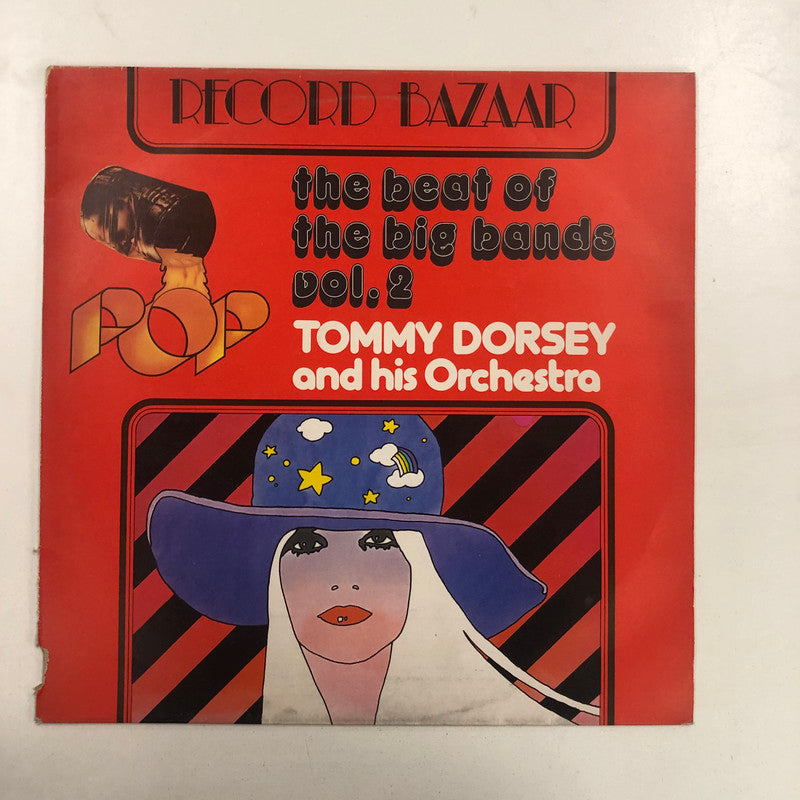 RECORD BAZAAR
the beat of
the big bands
vol. 2
POP
TOMMY DORSEY
and his Orchestra